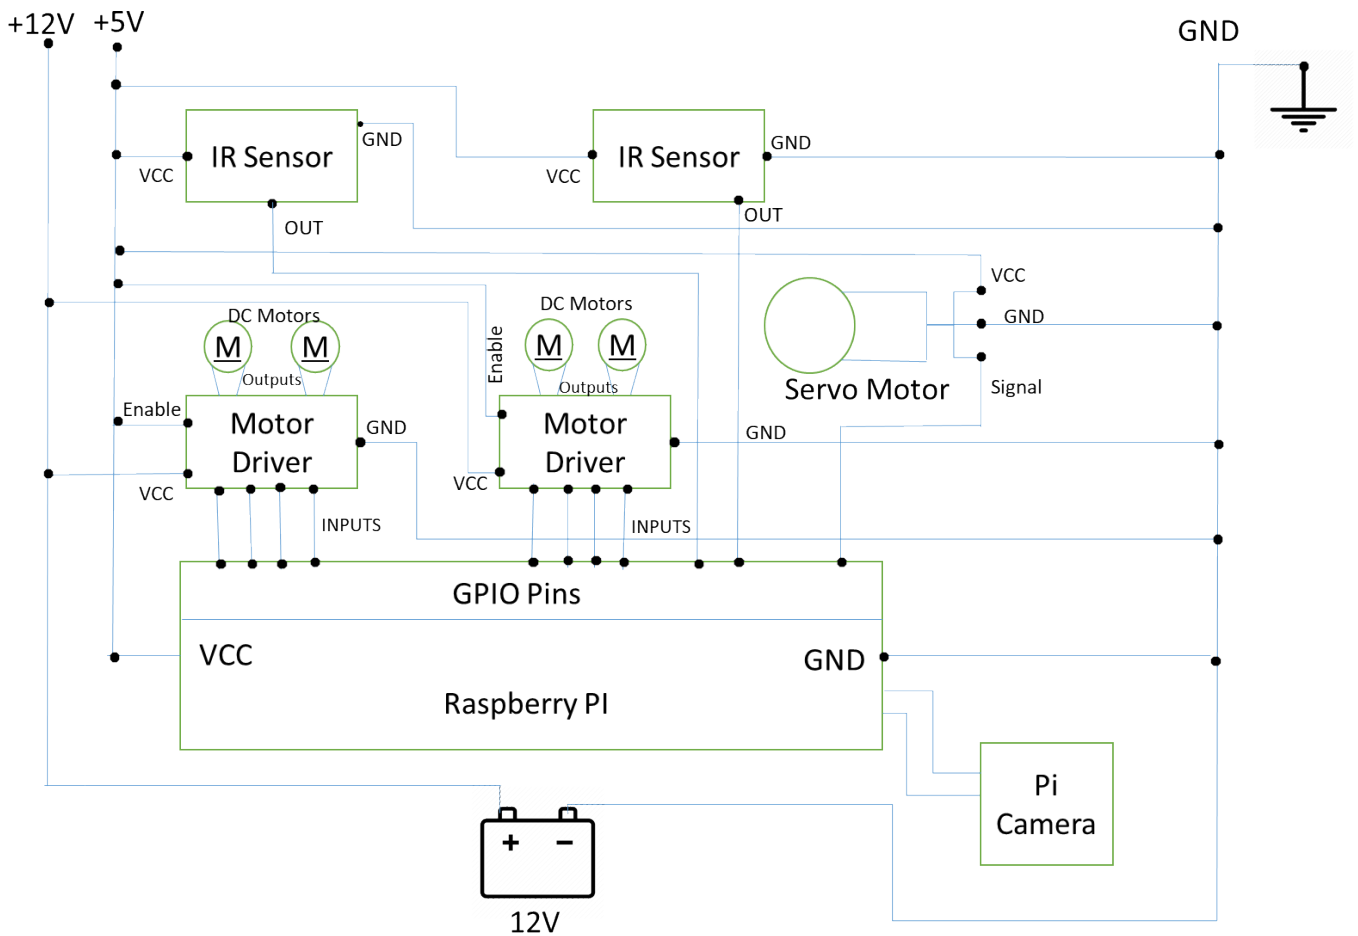 +12V
+5V
GND
IR Sensor
GND
VCC
OUT
IR Sensor
GND
VCC
OUT
VCC
GND
Signal
Servo Motor
DC Motors
M
M
Outputs
Enable
Motor
Driver
GND
VCC
INPUTS
DC Motors
M
M
Outputs
Enable
Motor
Driver
GND
VCC
INPUTS
GPIO Pins
VCC
GND
Raspberry PI
Pi
Camera
+ −
12V